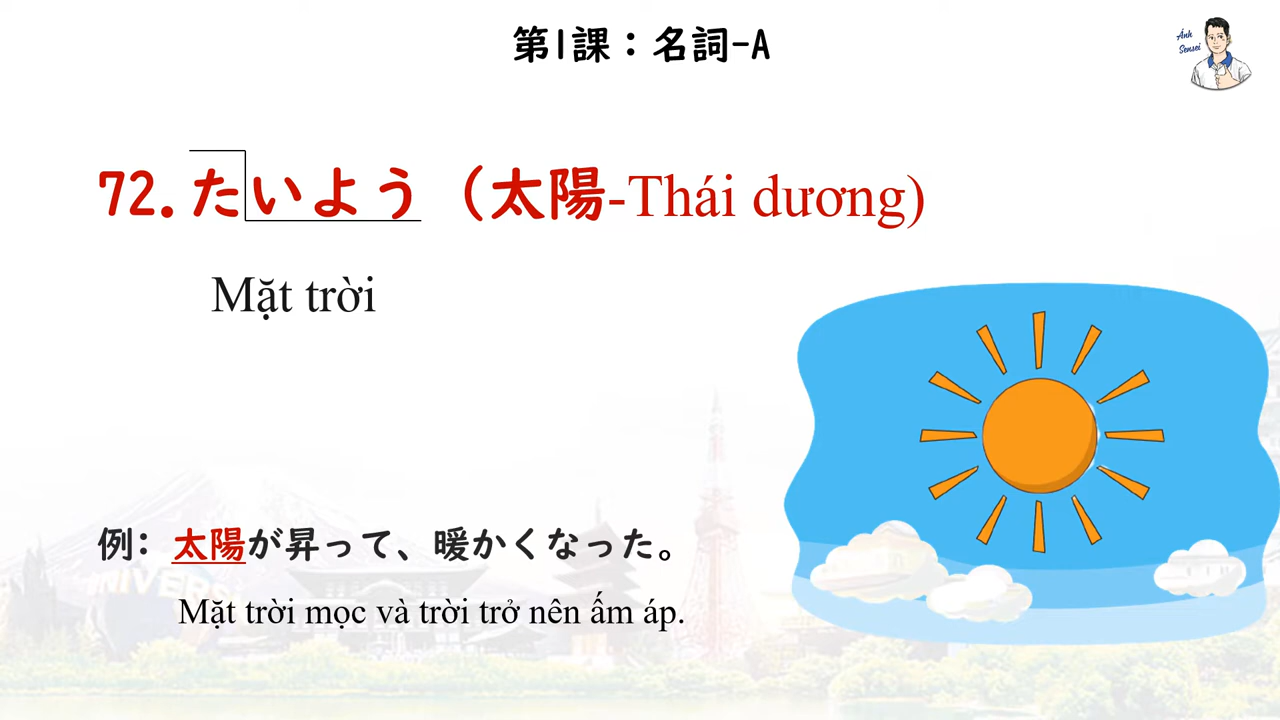 第1課：名詞-A
Ánh
Sensei
72.たいよう（太陽-Thái dương)
Mặt trời
例: 太陽が昇って、暖かくなった。
Mặt trời mọc và trời trở nên ấm áp.